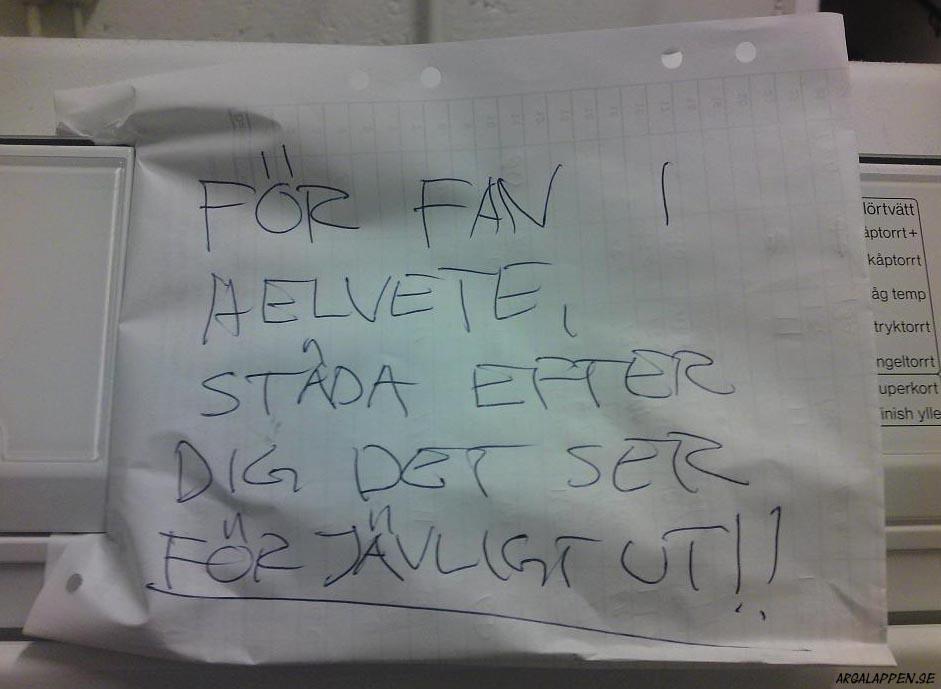 FÖR FAN I
HELVETE,
STÄDA EFTER
DIG DET SER
FÖR JÄVLIGT UT!!
lörtvätt
åptorrt+
kåptorrt
åg temp
tryktorrt
ngeltorrt
uperkort
inish ylle
ARGALAPPEN.SE